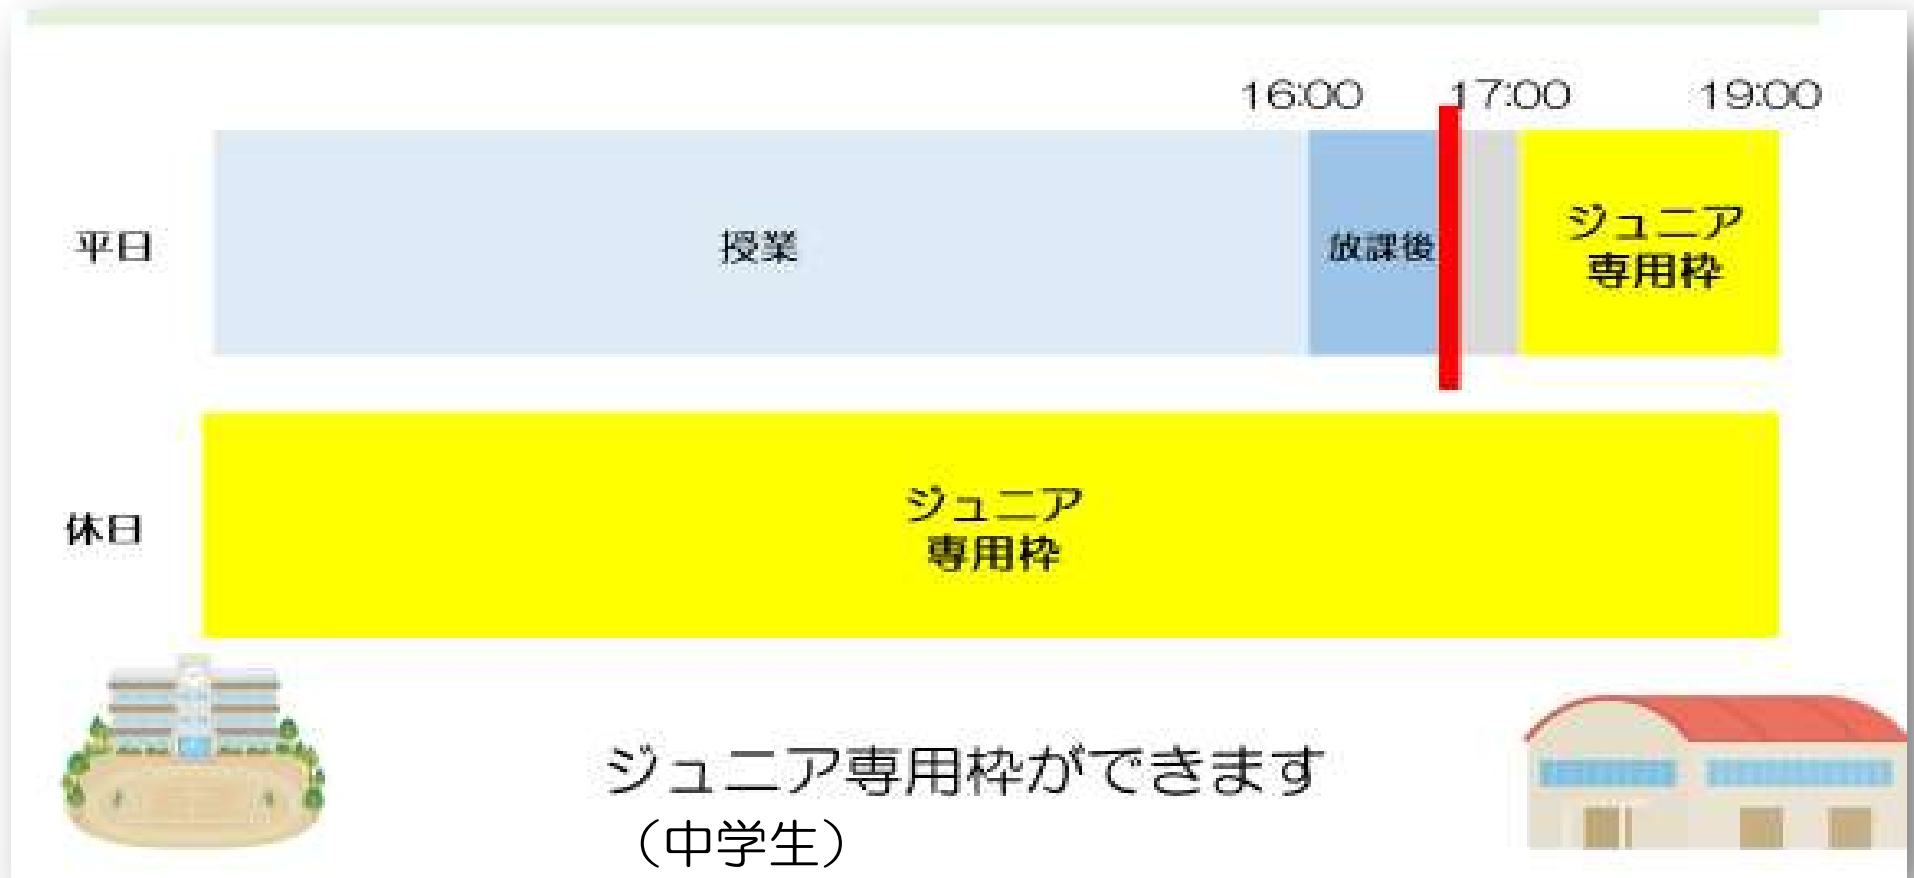 16:00 17:00 19:00
平日
授業
放課後
ジュニア
専用枠
休日
ジュニア
専用枠
ジュニア専用枠ができます
（中学生）